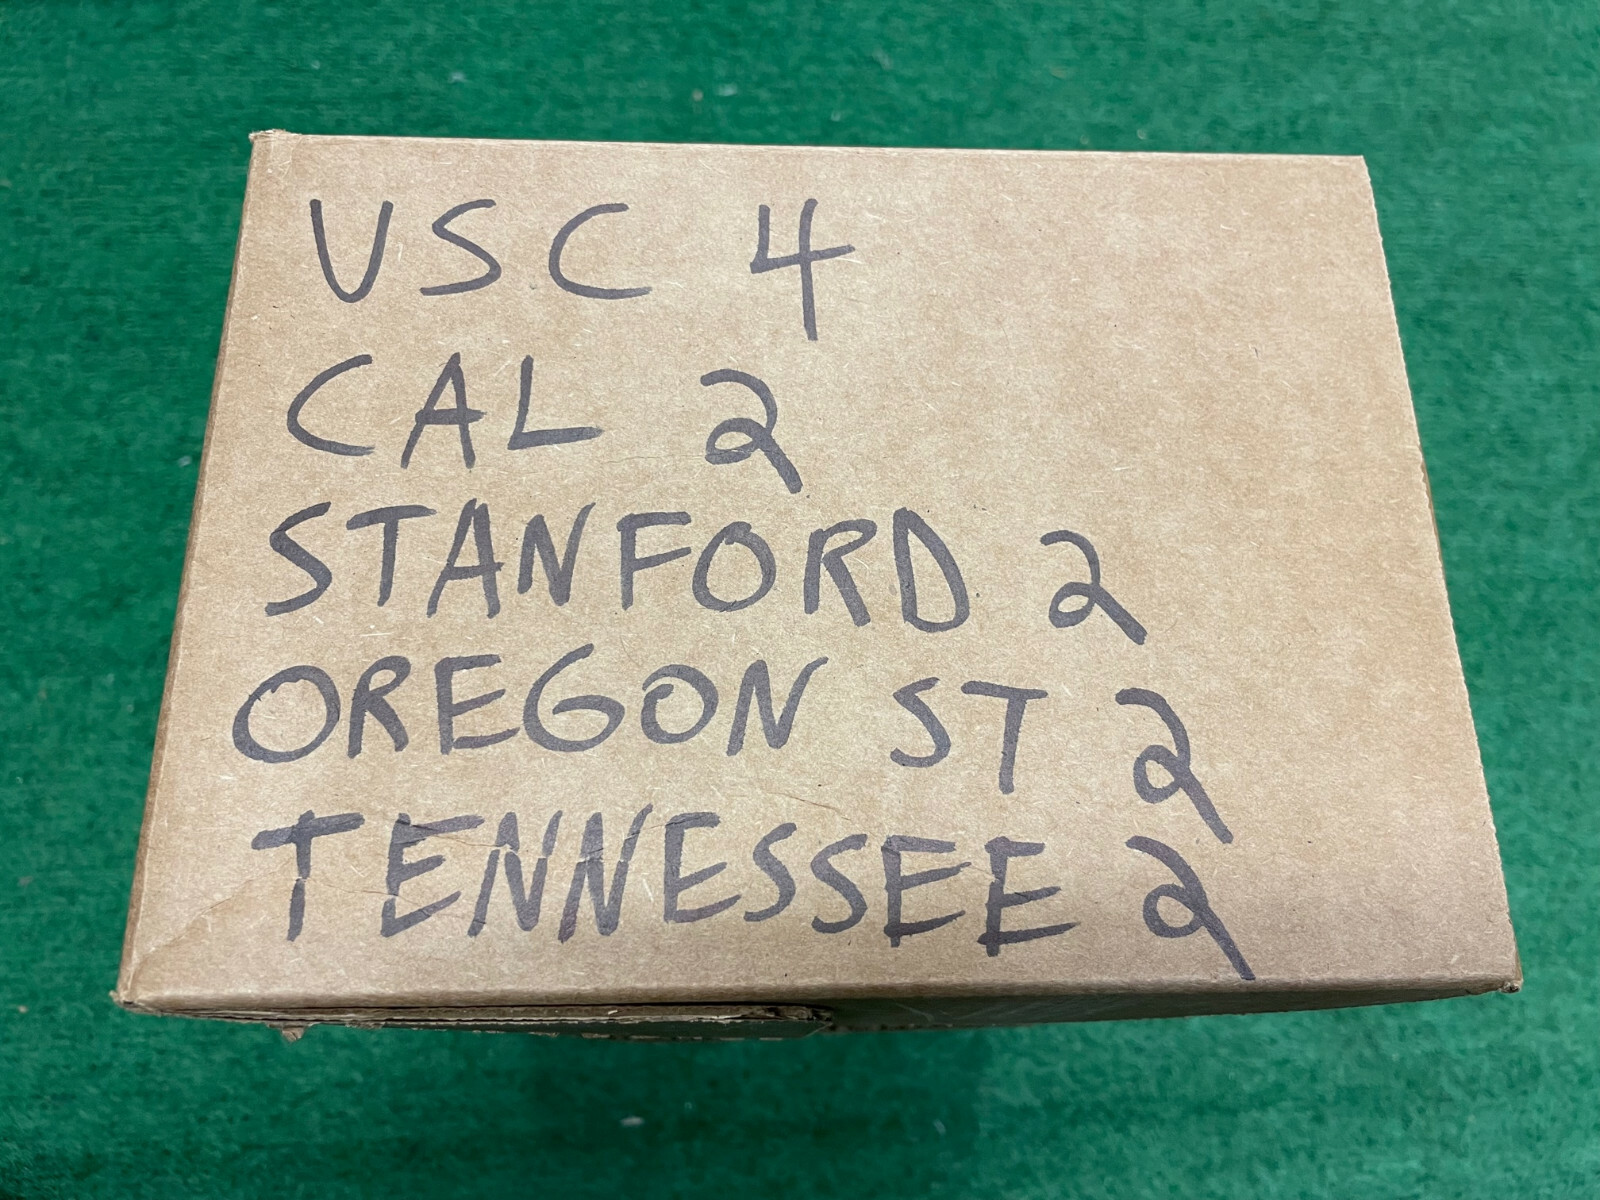 USC 4
CAL 2
STANFORD 2
OREGON ST 2
TENNESSEE 2